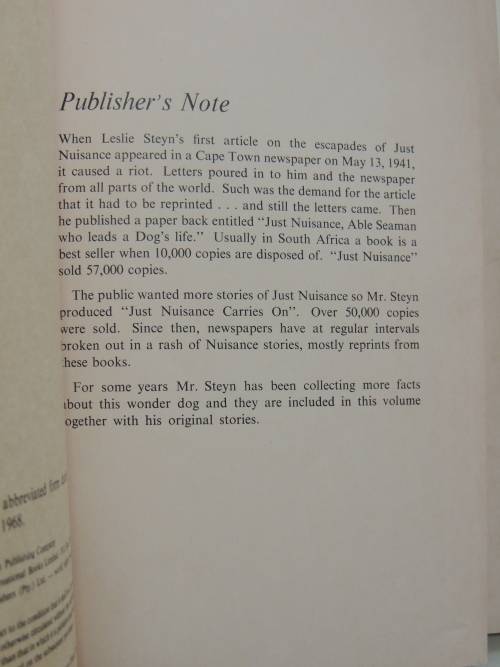 Publisher's Note
When Leslie Steyn's first article on the escapades of Just
Nuisance appeared in a Cape Town newspaper on May 13, 1941,
it caused a riot. Letters poured in to him and the newspaper
from all parts of the world. Such was the demand for the article
that it had to be reprinted . . . and still the letters came. Then
he published a paper back entitled "Just Nuisance, Able Seaman
who leads a Dog's life." Usually in South Africa a book is a
best seller when 10,000 copies are disposed of. "Just Nuisance"
sold 57,000 copies.
The public wanted more stories of Just Nuisance so Mr. Steyn
produced "Just Nuisance Carries On". Over 50,000 copies
were sold. Since then, newspapers have at regular intervals
broken out in a rash of Nuisance stories, mostly reprints from
these books.
For some years Mr. Steyn has been collecting more facts
about this wonder dog and they are included in this volume
together with his original stories.
abbreviated
1968.
Publishing Company